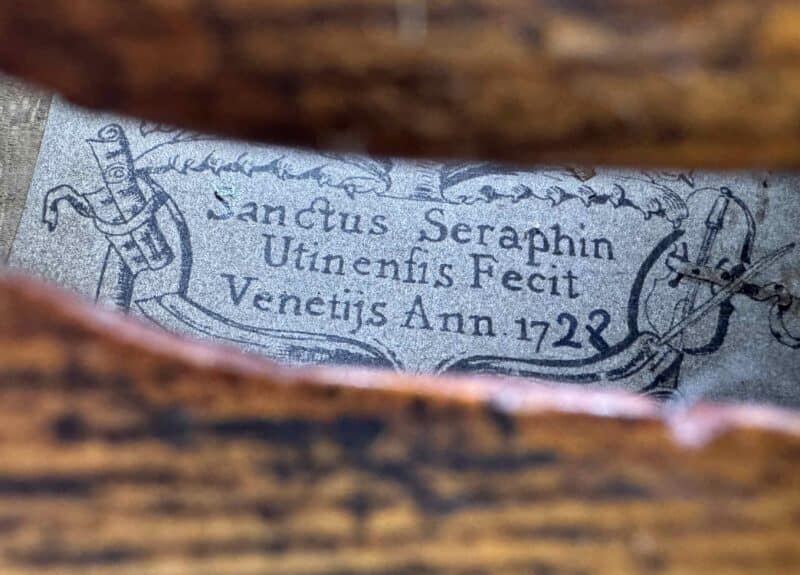 Sanctus Seraphin
Utinensis Fecit
Venetijs Ann. 1728